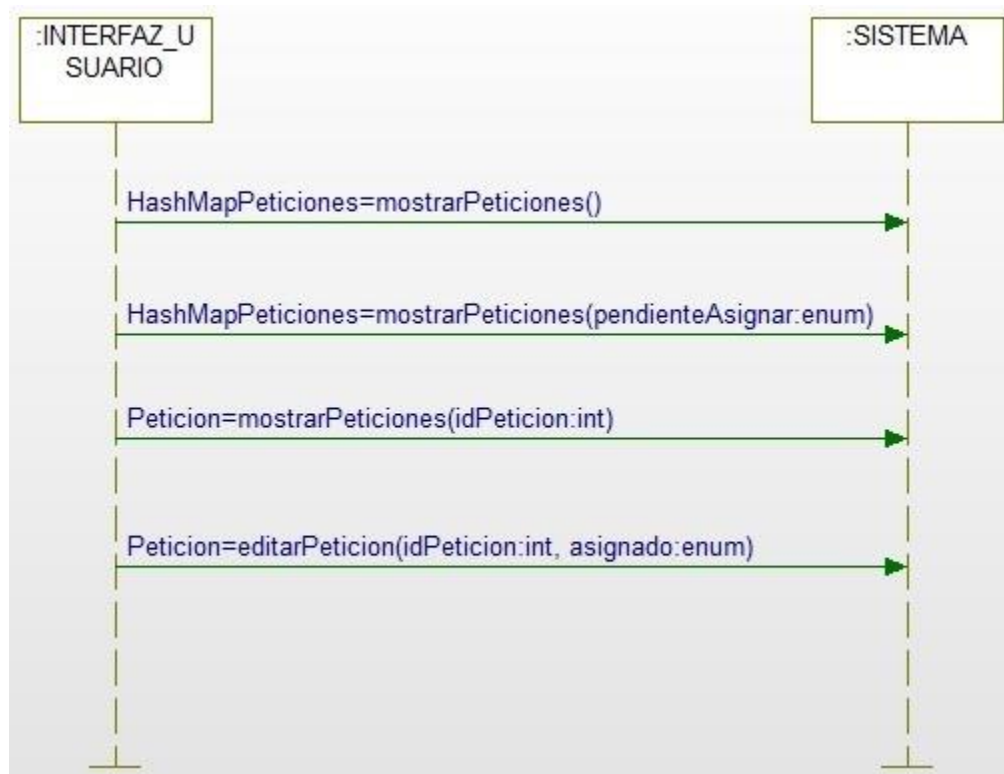 :INTERFAZ_U
SUARIO
:SISTEMA
HashMapPeticiones=mostrarPeticiones()
HashMapPeticiones=mostrarPeticiones(pendienteAsignar:enum)
Peticion=mostrarPeticiones(idPeticion:int)
Peticion=editarPeticion(idPeticion:int, asignado:enum)